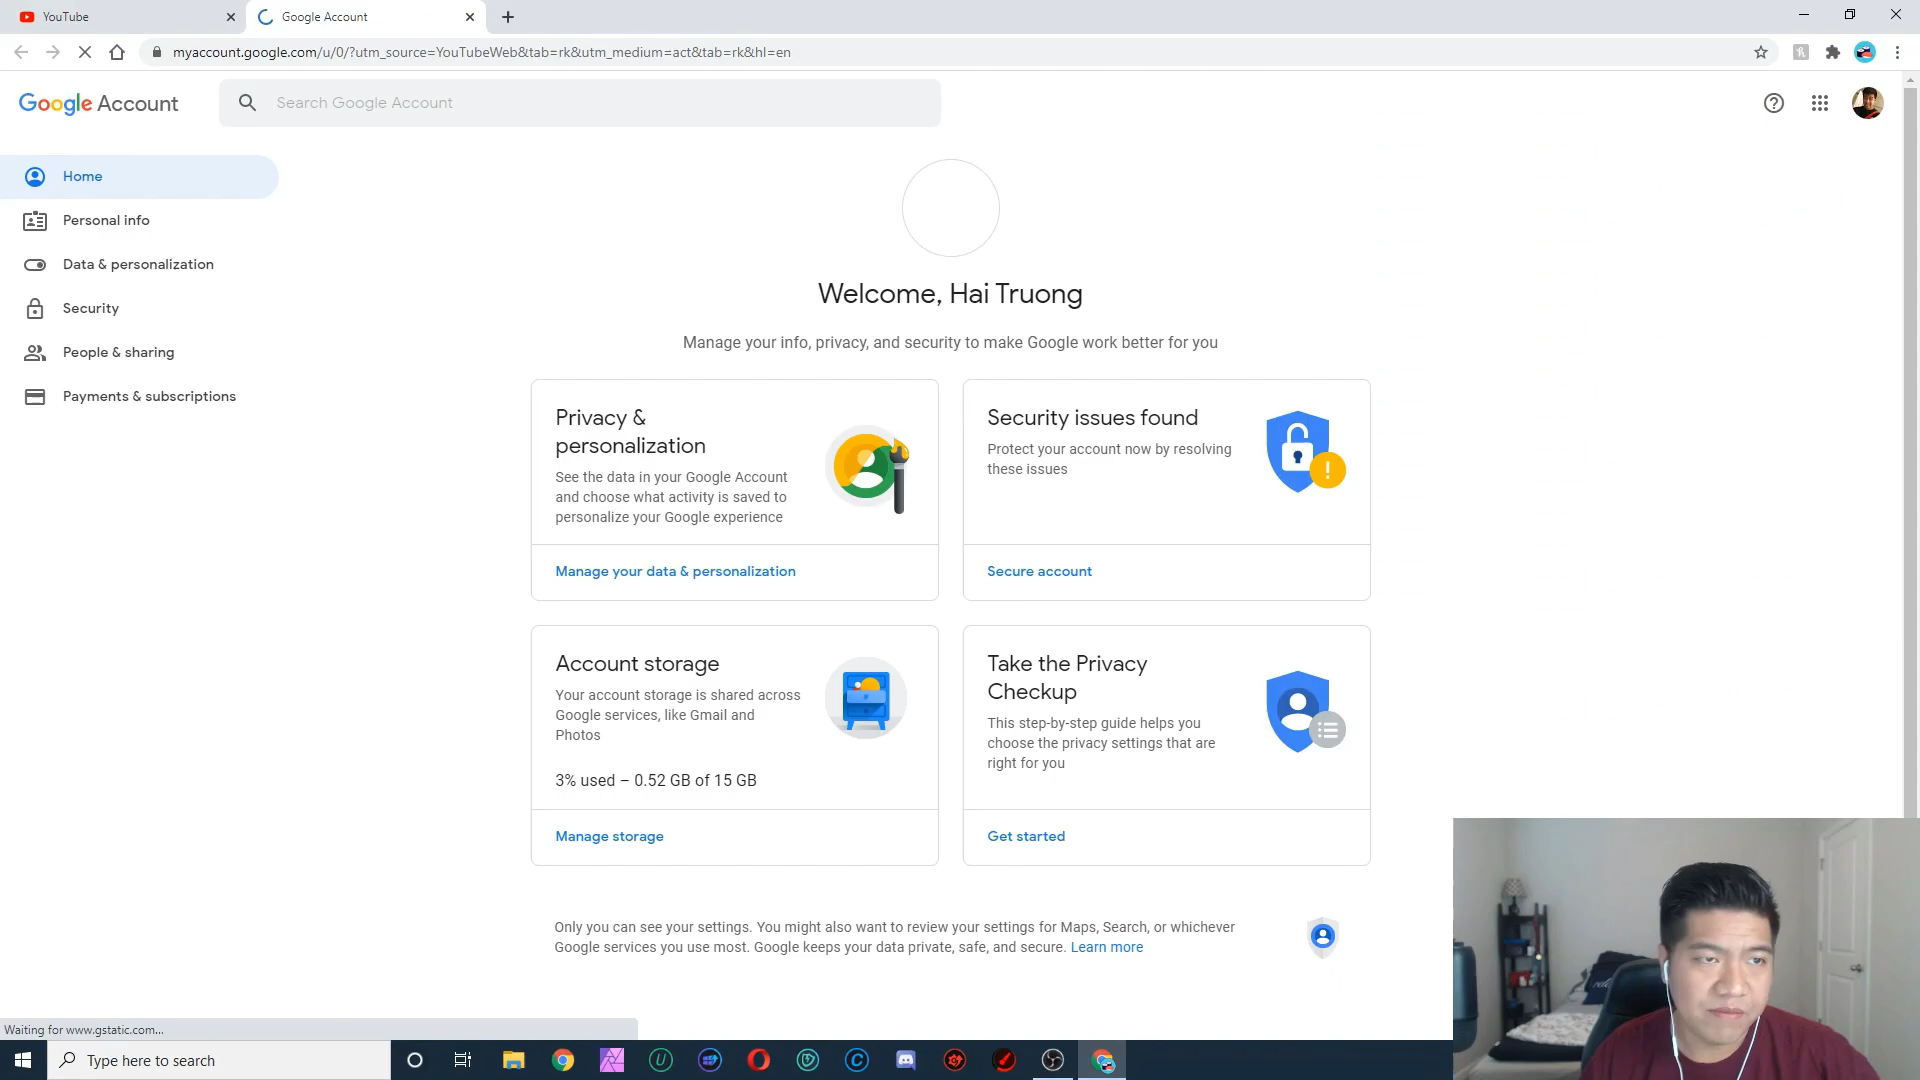 YouTube
Google Account
myaccount.google.com/u/0/?utm_source=YouTubeWeb&tab=rk&utm_medium=act&tab=rk&hl=en
Google Account
Search Google Account
Home
Personal info
Data & personalization
Security
People & sharing
Payments & subscriptions
Welcome, Hai Truong
Manage your info, privacy, and security to make Google work better for you
Privacy &
personalization
See the data in your Google Account
and choose what activity is saved to
personalize your Google experience
Manage your data & personalization
Security issues found
Protect your account now by resolving
these issues
Secure account
Account storage
Your account storage is shared across
Google services, like Gmail and
Photos
3% used – 0.52 GB of 15 GB
Manage storage
Take the Privacy
Checkup
This step-by-step guide helps you
choose the privacy settings that are
right for you
Get started
Only you can see your settings. You might also want to review your settings for Maps, Search, or whichever
Google services you use most. Google keeps your data private, safe, and secure. Learn more
Waiting for www.gstatic.com...
Type here to search